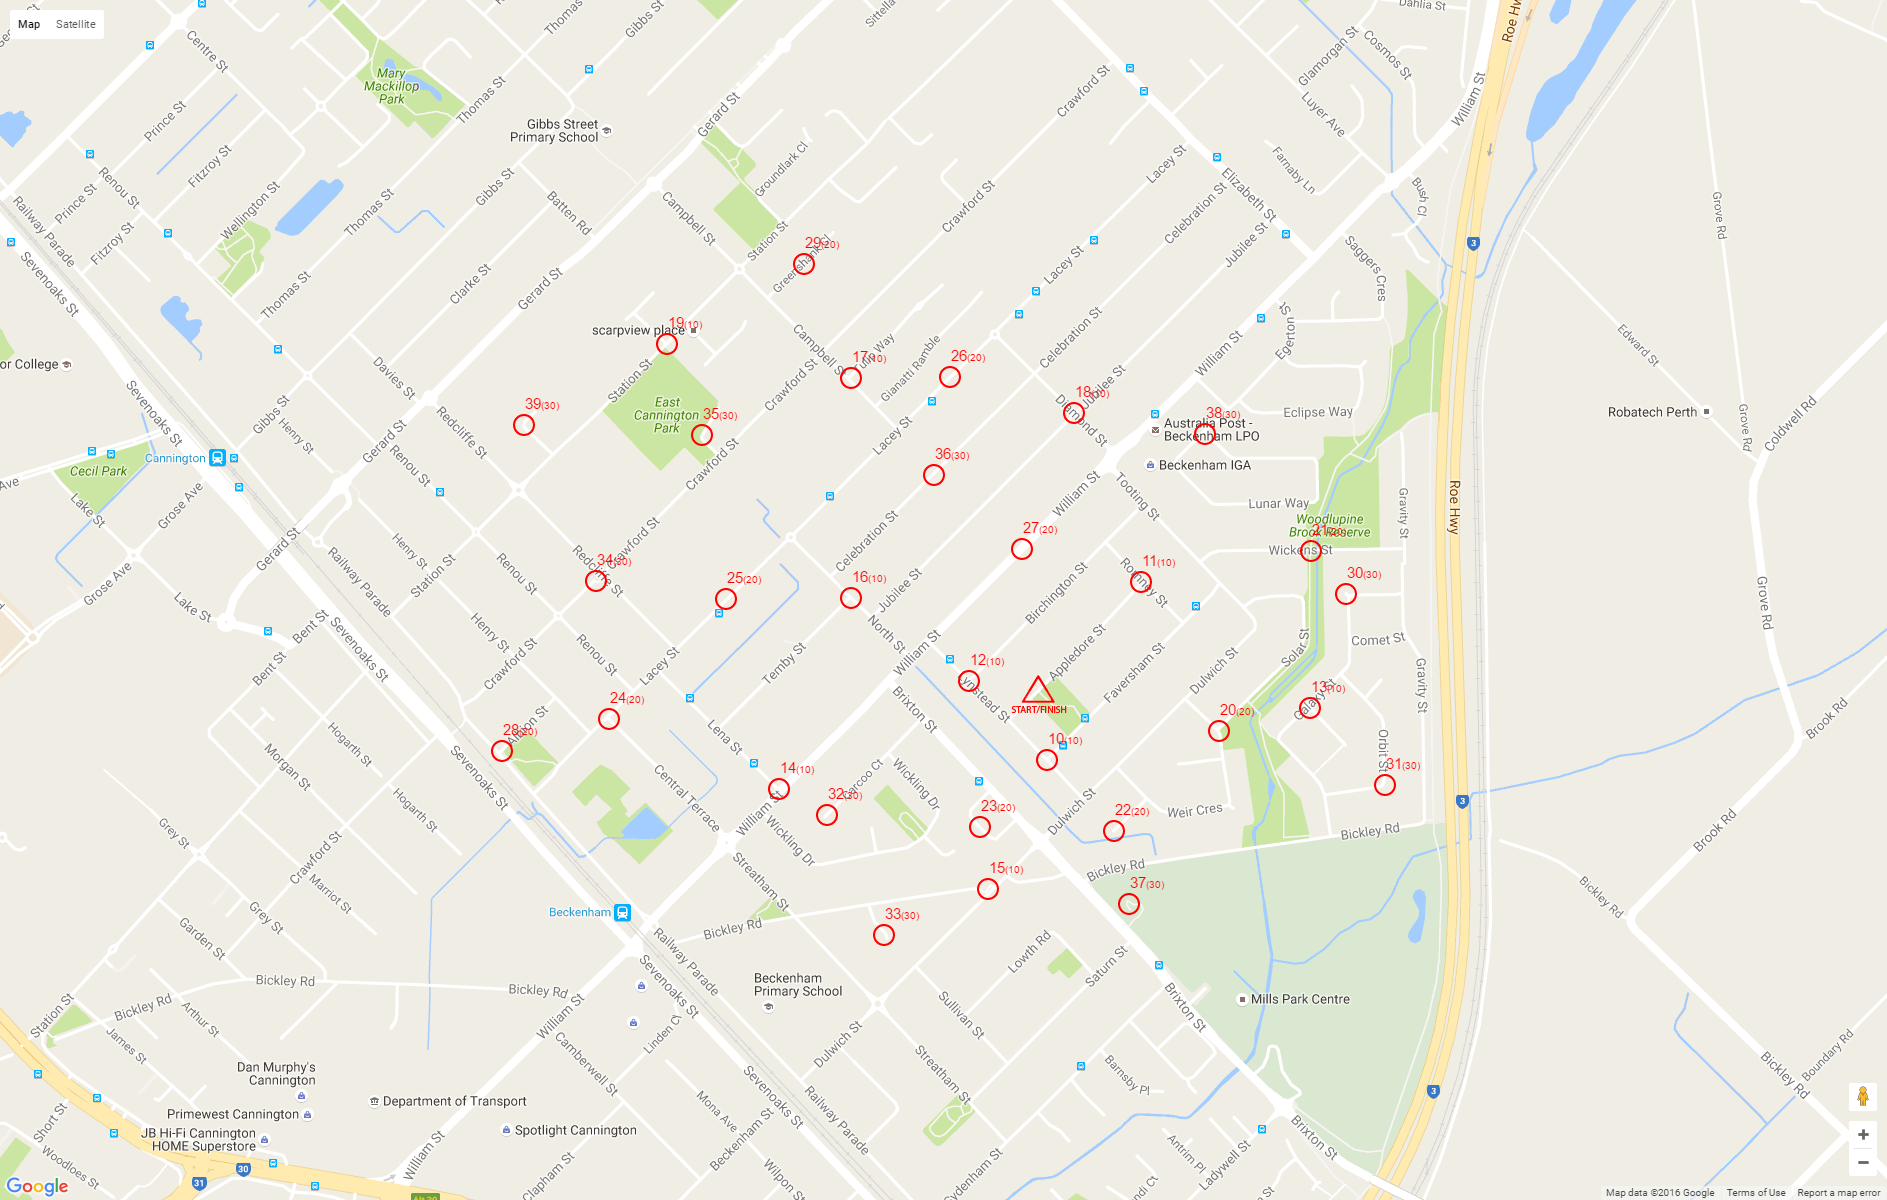 Map
Satellite
Centre St
Thomas St
Gibbs St
Sittella
Dahlia St
Roe Hwy
Glamorgan St
Cosmos St
Mary
Mackillop
Park
Thomas St
Gerard St
Crawford St
Luyer Ave
William St
Prince St
Gibbs Street
Primary School
Fitzroy St
Groundlark Cl
Lacey St
Farnaby Ln
Renou St
Prince St
Wellington St
Thomas St
Gibbs St
Batten Rd
Campbell St
Crawford St
Elizabeth St
Celebration St
Bush Cl
Grove Rd
Railway Parade
Fitzroy St
Station St
29(20)
Jubilee St
Saggers Cres
3
Sevenoaks St
Thomas St
Clarke St
Gerard St
Greenshank Cl
Lacey St
19(10)
scarpview place
Campbell St
Celebration St
William St
Egerton St
Edward St
or College
Davies St
Station St
17(10)
Gianatti Ramble
26(20)
Crawford St
18(10)
Jubilee St
Diamond St
38(30)
Eclipse Way
Robatech Perth
Grove Rd
Coldwell Rd
Sevenoaks St
Gibbs St
Redcliffe St
39(30)
East
Cannington
Park
35(30)
Australia Post -
Beckenham LPO
Henry St
Gerard St
Lacey St
36(30)
Beckenham IGA
Cannington
Cecil Park
Renou St
Crawford St
Tooting St
William St
Lunar Way
Gravity St
Roe Hwy
Ave
Lake St
Grose Ave
Celebration St
27(20)
Woodlupine
Brook Reserve
21(20)
Wickens St
Gerard St
Henry St
Crawford St
34(30)
Redcliffe St
11(10)
Romney St
30(30)
Grose Ave
Railway Parade
Station St
Renou St
25(20)
16(10)
Jubilee St
Birchington St
Grove Rd
Lake St
Bent St
Sevenoaks St
Henry St
North St
William St
Appledore St
Solar St
Comet St
Bent St
Crawford St
Renou St
Lacey St
Temby St
12(10)
Lynstead St
Faversham St
Dulwich St
Gravity St
13(10)
Galaxy St
24(20)
Brixton St
START/FINISH
20(20)
Brook Rd
28(20)
Albion St
Hogarth St
Lena St
10(10)
Orbit St
Sevenoaks St
Morgan St
Central Terrace
14(10)
Wickling Dr
31(30)
Hogarth St
32(30)
23(20)
Dulwich St
22(20)
Weir Cres
3
Grey St
Crawford St
William St
Wickling Dr
Bickley Rd
Brook Rd
Marriot St
Streatham St
15(10)
Bickley Rd
37(30)
Bickley Rd
Grey St
Beckenham
33(30)
Garden St
Bickley Rd
Railway Parade
Lowth Rd
Saturn St
Bickley Rd
Bickley Rd
Sevenoaks St
Beckenham
Primary School
Brixton St
Mills Park Centre
Station St
Bickley Rd
Arthur St
William St
Linden Ct
Sullivan St
James St
Camberwell St
Dulwich St
Streatham St
Barnsby Pl
Bickley Rd
Boundary Rd
Dan Murphy's
Cannington
Sevenoaks St
3
Primewest Cannington
Department of Transport
Mona Ave
Railway Parade
Short St
JB Hi-Fi Cannington
HOME Superstore
Spotlight Cannington
Beckenham St
Brixton St
Woodloes St
30
31
William St
Clapham St
Wilpon St
Sydenham St
Antrim Pl
Ladywell St
Google
Map data ©2016 Google
Terms of Use
Report a map error